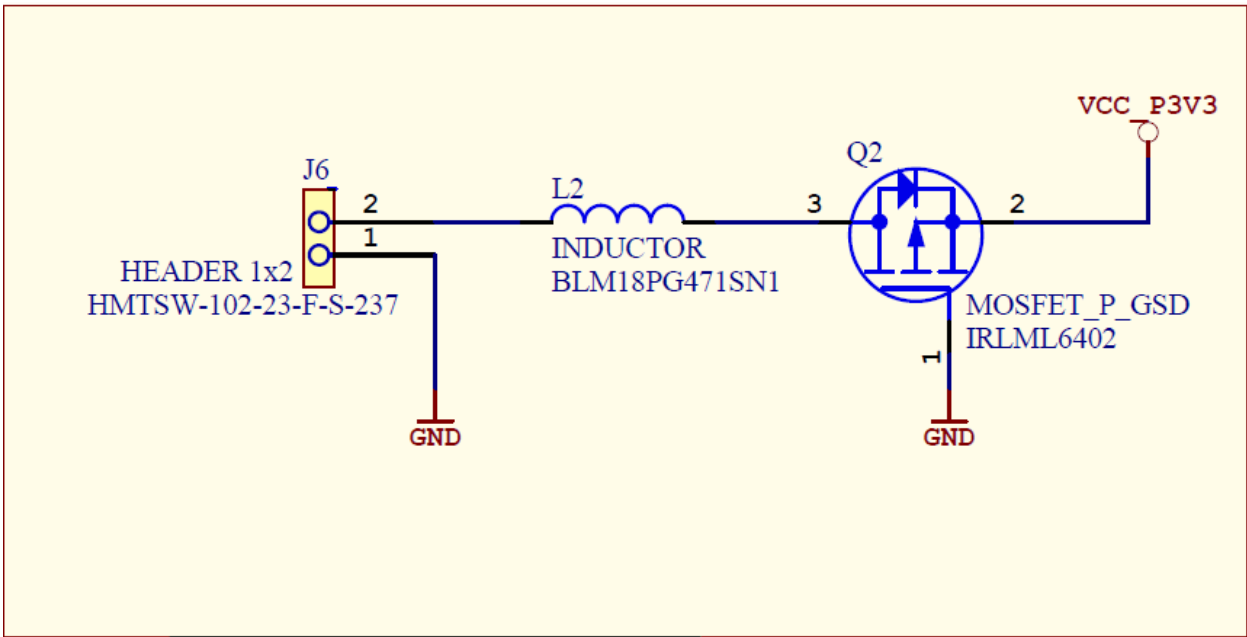 VCC_P3V3
J6
2
1
HEADER 1x2
HMTSW-102-23-F-S-237
GND
L2
INDUCTOR
BLM18PG471SN1
Q2
3
2
MOSFET_P_GSD
IRLML6402
1
GND